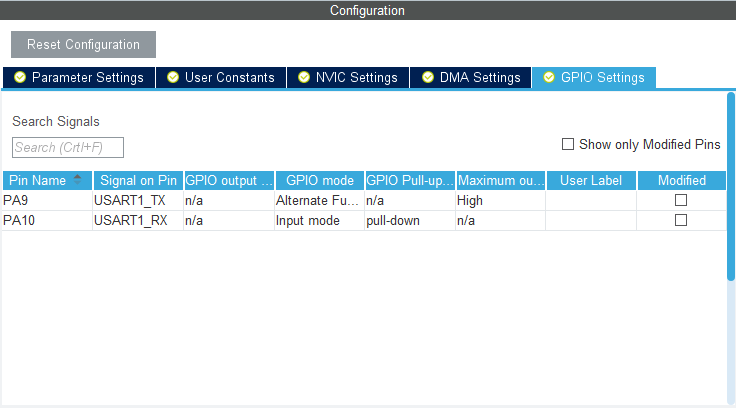 Configuration
Reset Configuration
Parameter Settings User Constants NVIC Settings DMA Settings GPIO Settings
Search Signals
Search (CrtI+F)
Show only Modified Pins
Pin Name Signal on Pin GPIO output ... GPIO mode GPIO Pull-up... Maximum ou... User Label Modified
PA9 USART1_TX n/a Alternate Fu... n/a High
PA10 USART1_RX n/a Input mode pull-down n/a